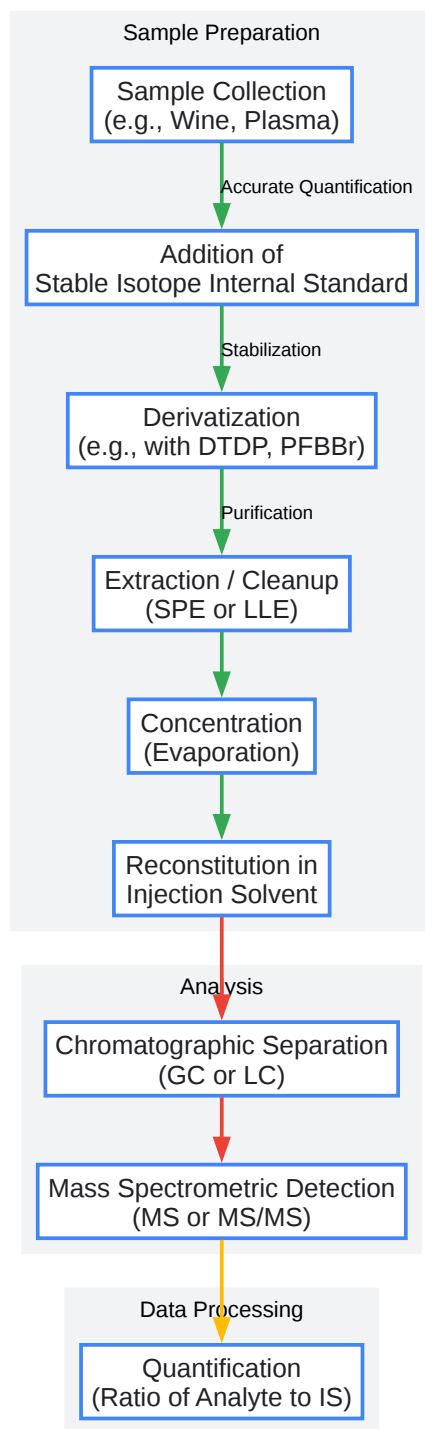 Sample Preparation
Sample Collection
(e.g., Wine, Plasma)
Accurate Quantification
Addition of
Stable Isotope Internal Standard
Stabilization
Derivatization
(e.g., with DTDP, PFBBr)
Purification
Extraction / Cleanup
(SPE or LLE)
Concentration
(Evaporation)
Reconstitution in
Injection Solvent
Analysis
Chromatographic Separation
(GC or LC)
Mass Spectrometric Detection
(MS or MS/MS)
Data Processing
Quantification
(Ratio of Analyte to IS)